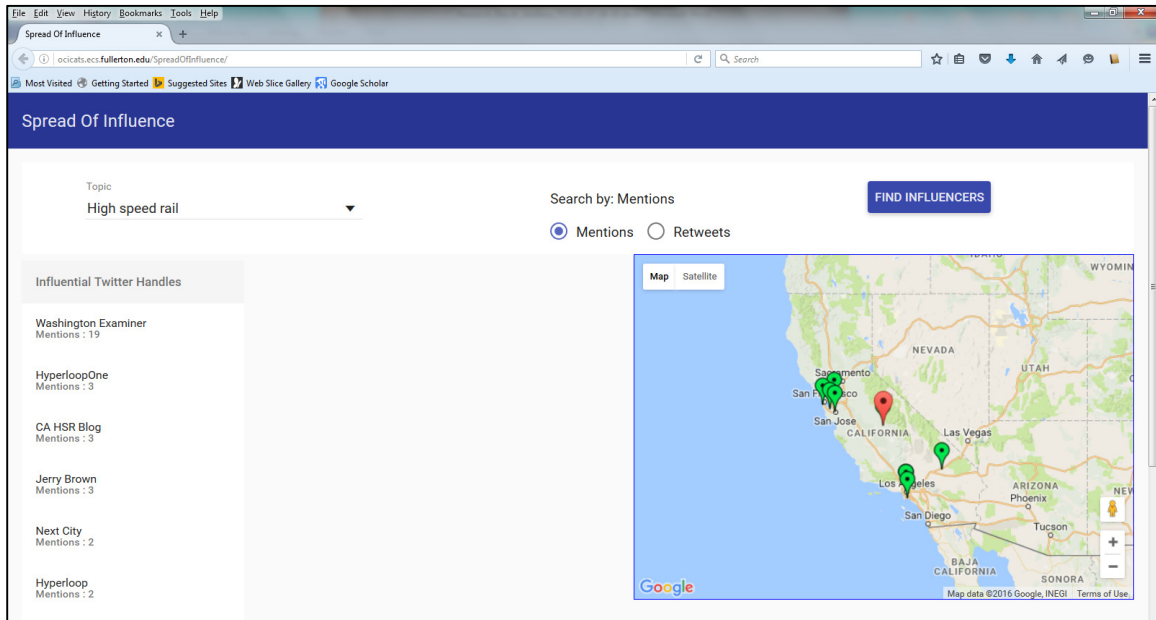 File Edit View History Bookmarks Tools Help
Spread Of Influence
ocicats.ecs.fullerton.edu/SpreadOfInfluence/
Search
Most Visited Getting Started Suggested Sites Web Slice Gallery Google Scholar
Spread Of Influence
Topic
High speed rail
Search by: Mentions
Mentions Retweets
FIND INFLUENCERS
Influential Twitter Handles
Washington Examiner
Mentions : 19
HyperloopOne
Mentions : 3
CA HSR Blog
Mentions : 3
Jerry Brown
Mentions : 3
Next City
Mentions : 2
Hyperloop
Mentions : 2
Map Satellite
WYOMIN
NEVADA
UTAH
Sacramento
San Francisco
San Jose
CALIFORNIA
Las Vegas
Los Angeles
ARIZONA
Phoenix
NEW
San Diego
Tucson
BAJA
CALIFORNIA
SONORA
Google
Map data ©2016 Google, INEGI Terms of Use